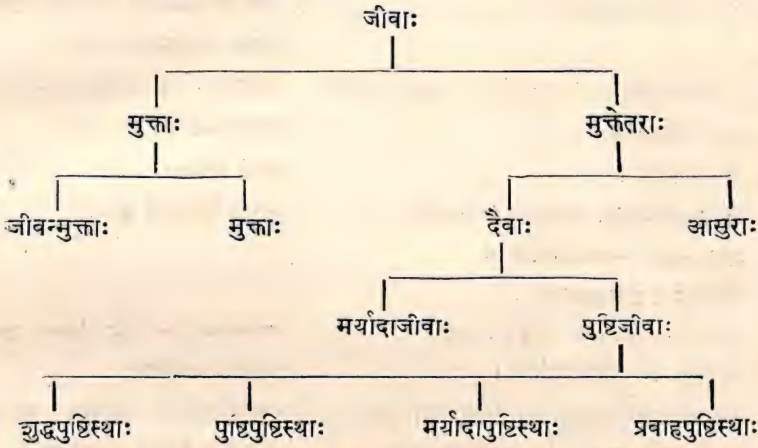 जीवाः
मुक्ताः मुक्तेतराः
जीवन्मुक्ताः मुक्ताः दैवाः आसुराः
मर्यादाजीवाः पुष्टिजीवाः
शुद्धपुष्टिस्थाः पुष्टिपुष्टिस्थाः मर्यादापुष्टिस्थाः प्रवाहपुष्टिस्थाः